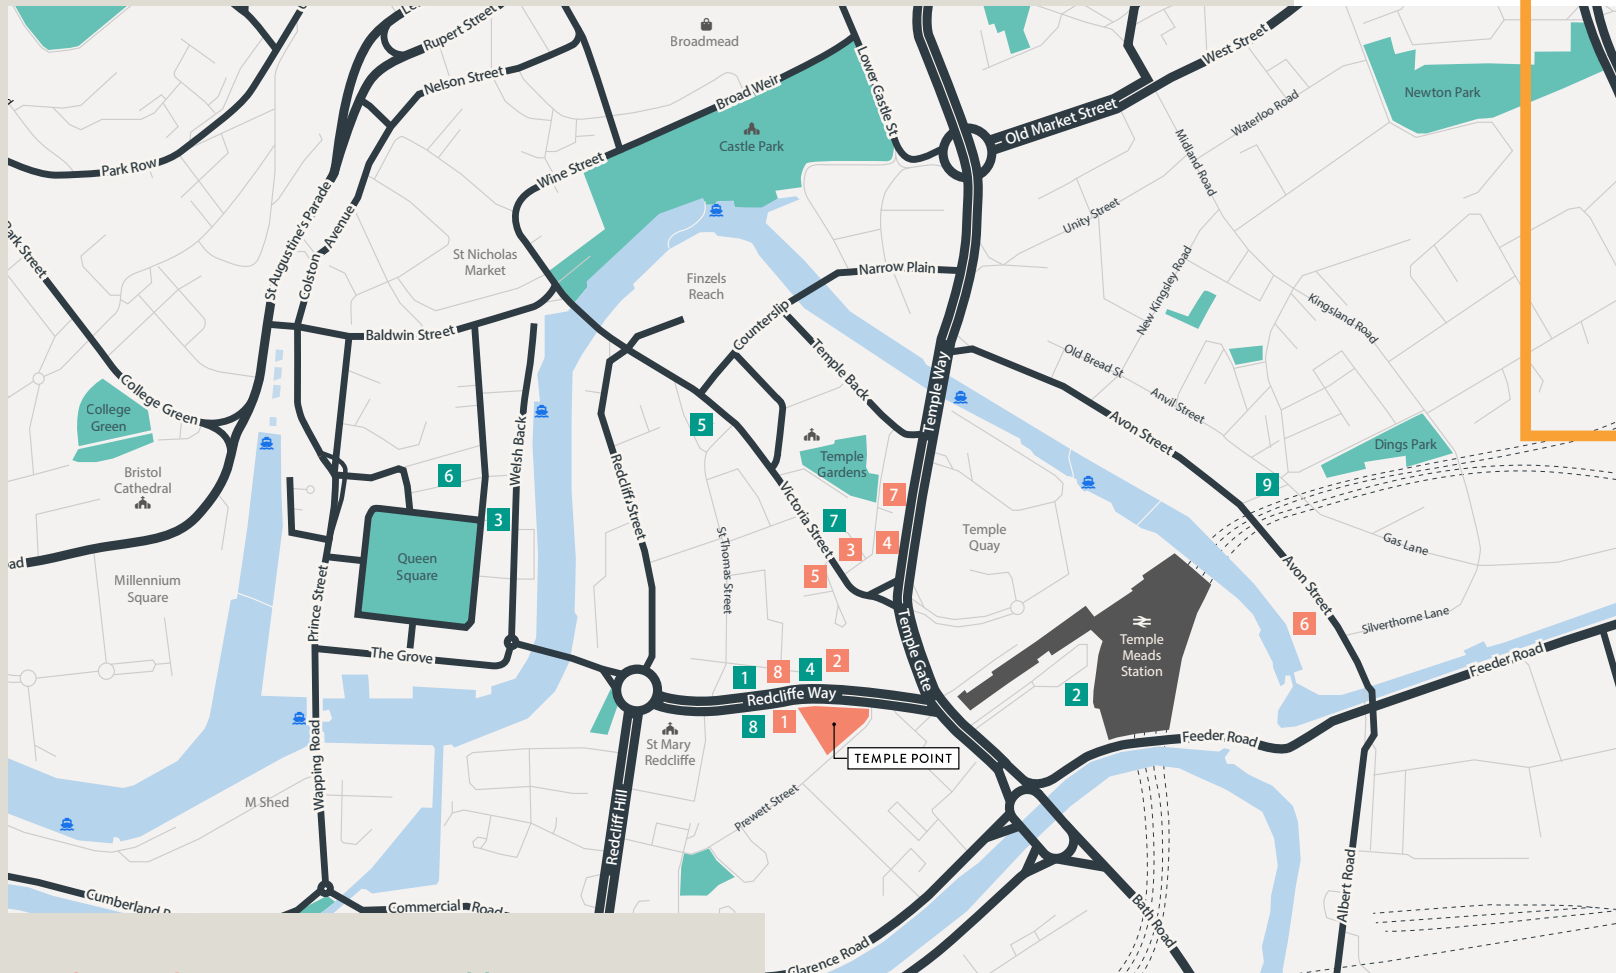 Rupert Street
Broadmead
Nelson Street
Broad Weir
Lower Castle St
West Street
Old Market Street
Newton Park
Waterloo Road
Midland Road
Castle Park
Park Row
Wine Street
St Augustine's Parade
Colston Avenue
Park Street
Unity Street
St Nicholas
Market
Finzels
Reach
Narrow Plain
New Kingsley Road
Kingsland Road
Baldwin Street
Counterslip
Temple Back
Temple Way
Old Bread St
Anvil Street
College Green
College
Green
Avon Street
Dings Park
Bristol
Cathedral
Welsh Back
Redcliff Street
5
6
3
Temple
Gardens
7
9
Victoria Street
7
3
4
5
Temple
Quay
St Thomas Street
Gas Lane
Queen
Square
Millennium
Square
ad
Prince Street
The Grove
Temple Gate
Temple
Meads
Station
Avon Street
6
Silverthorne Lane
Feeder Road
1
8
4
2
Redcliffe Way
8
1
2
TEMPLE POINT
St Mary
Redcliffe
Feeder Road
Wapping Road
M Shed
Redcliff Hill
Prewett Street
Cumberland
Commercial Road
Clarence Road
Bath Road
Albert Road